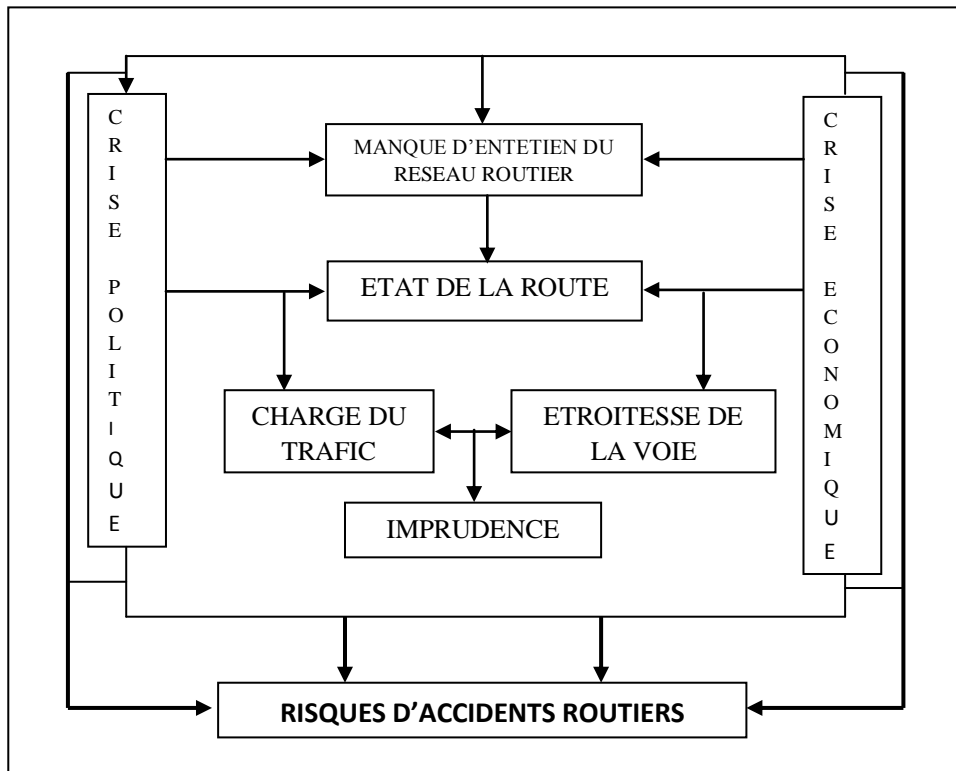 CRISE POLITIQUE
MANQUE D'ENTETIEN DU
RESEAU ROUTIER
ETAT DE LA ROUTE
CHARGE DU
TRAFIC
ETROITESSE DE
LA VOIE
IMPRUDENCE
CRISE ECONOMIQUE
RISQUES D'ACCIDENTS ROUTIERS